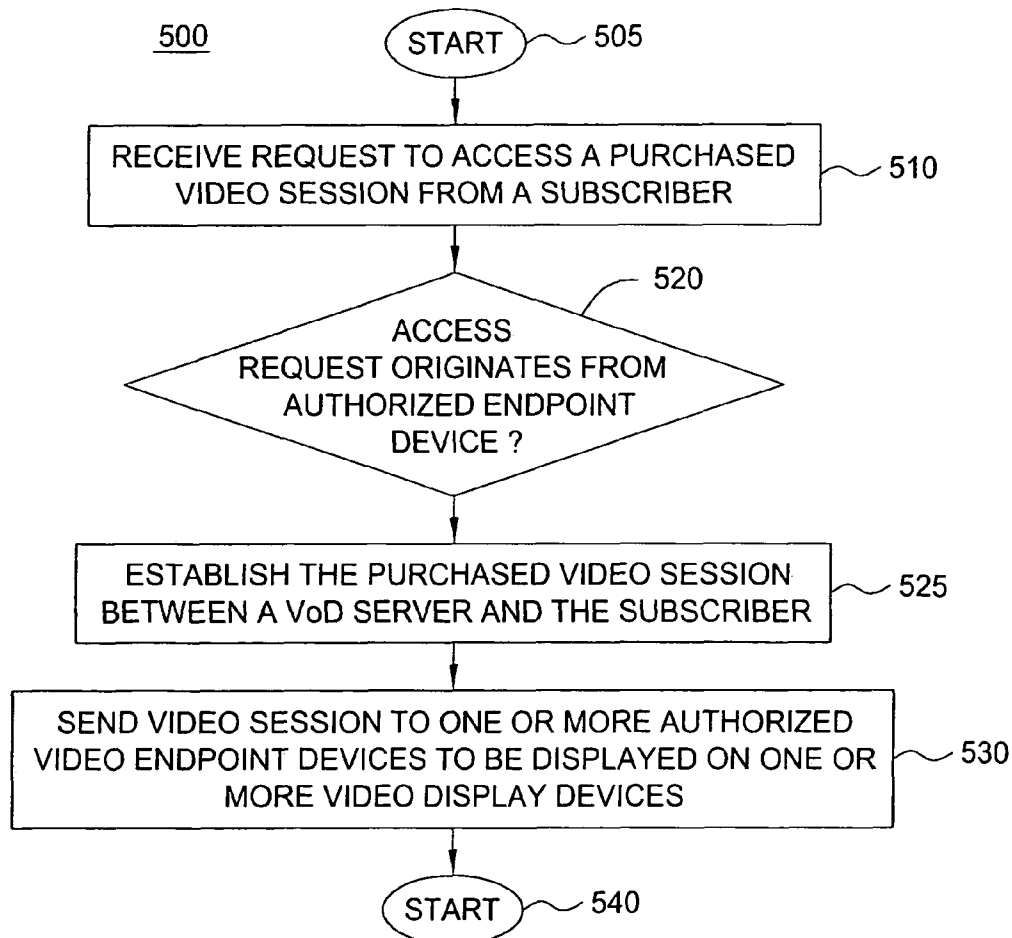 500
START
505
RECEIVE REQUEST TO ACCESS A PURCHASED
VIDEO SESSION FROM A SUBSCRIBER
510
520
ACCESS
REQUEST ORIGINATES FROM
AUTHORIZED ENDPOINT
DEVICE ?
ESTABLISH THE PURCHASED VIDEO SESSION
BETWEEN A VoD SERVER AND THE SUBSCRIBER
525
SEND VIDEO SESSION TO ONE OR MORE AUTHORIZED
VIDEO ENDPOINT DEVICES TO BE DISPLAYED ON ONE OR
MORE VIDEO DISPLAY DEVICES
530
START
540